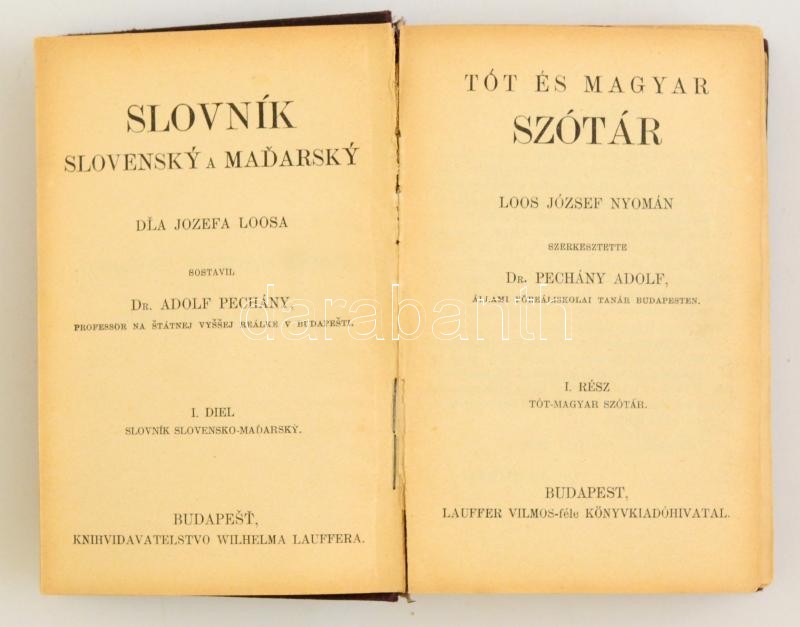 SLOVNÍK
SLOVENSKÝ A MAĎARSKÝ
DĽA JOZEFA LOOSA
SOSTAVIL
DR. ADOLF PECHÁNY,
PROFESSOR NA ŠTÁTNEJ VYŠŠEJ REÁLKE V BUDAPEŠTI.
I. DIEL
SLOVNÍK SLOVENSKO-MAĎARSKÝ.
BUDAPEŠŤ,
KNIHVIDAVATELSTVO WILHELMA LAUFFERA.
TÓT ÉS MAGYAR
SZÓTÁR
LOOS JÓZSEF NYOMÁN
SZERKESZTETTE
DR. PECHÁNY ADOLF,
ÁLLAMI FŐREÁLISKOLAI TANÁR BUDAPESTEN.
I. RÉSZ
TÓT-MAGYAR SZÓTÁR.
BUDAPEST,
LAUFFER VILMOS-féle KÖNYVKIADÓHIVATAL.
darabanth